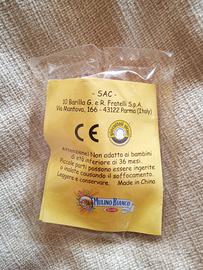 - SAC -
10 Barilla G. e R. Fratelli S.p.A.
Via Mantova, 166 - 43122 Parma (Italy)
CE
Attenzione! Non adatto ai bambini
di età inferiore ai 36 mesi.
Piccole parti possono essere ingerite
o inalate causando il soffocamento.
Leggere e conservare. Made in China
MULINO BIANCO